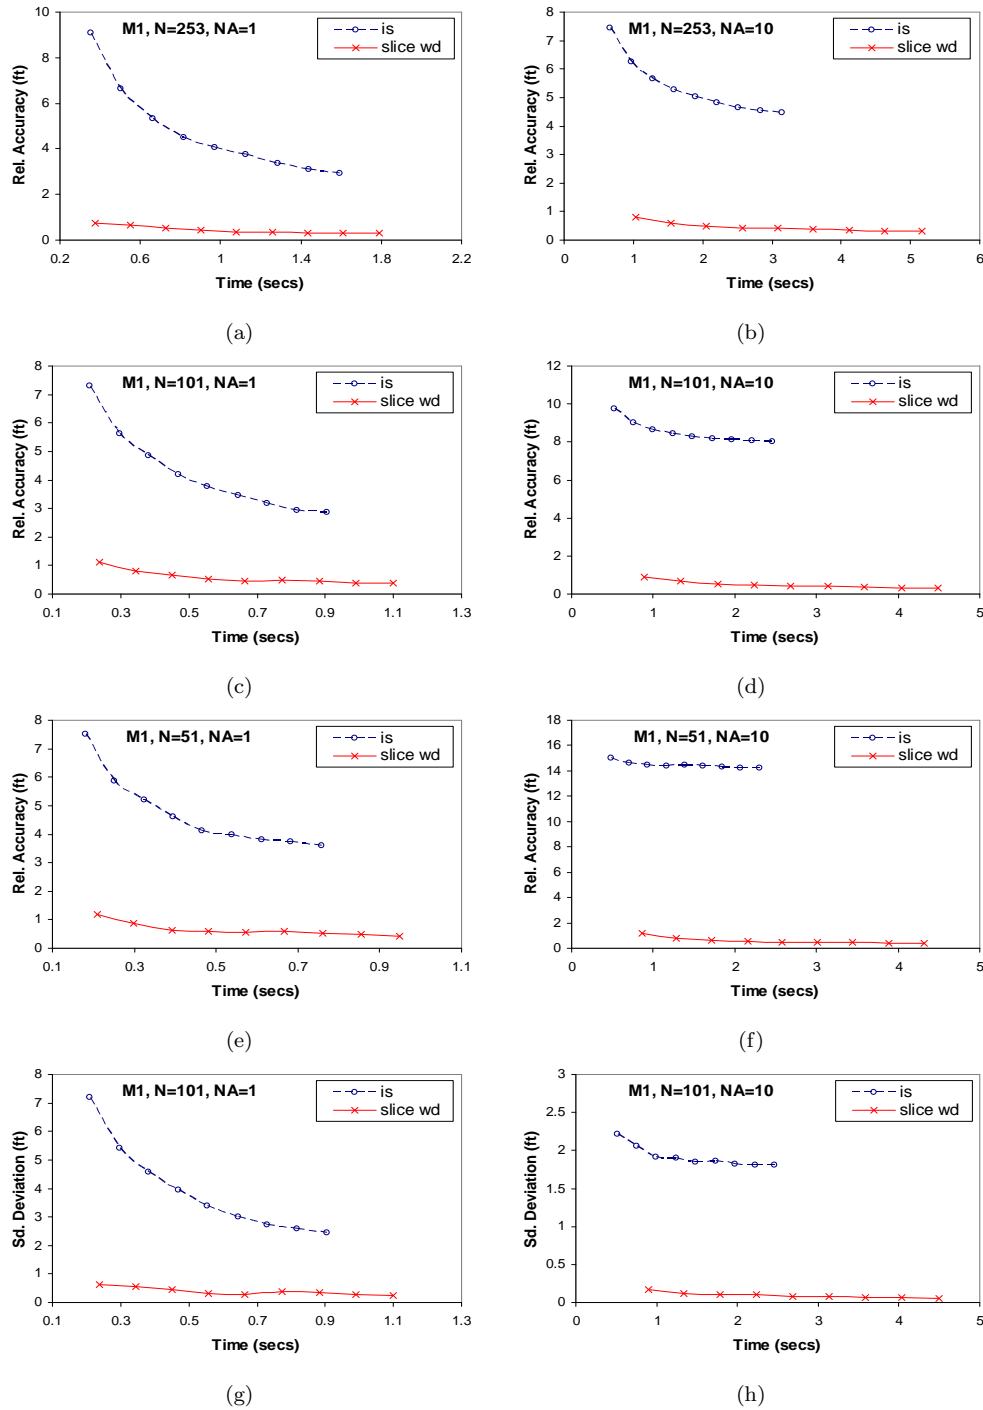 M1, N=253, NA=1
is
slice wd
Rel. Accuracy (ft)
10
8
6
4
2
0
0.2 0.6 1 1.4 1.8 2.2
Time (secs)
(a)
M1, N=253, NA=10
is
slice wd
Rel. Accuracy (ft)
8
7
6
5
4
3
2
1
0
0 1 2 3 4 5 6
Time (secs)
(b)
M1, N=101, NA=1
is
slice wd
Rel. Accuracy (ft)
8
7
6
5
4
3
2
1
0
0.1 0.3 0.5 0.7 0.9 1.1 1.3
Time (secs)
(c)
M1, N=101, NA=10
is
slice wd
Rel. Accuracy (ft)
12
10
8
6
4
2
0
0 1 2 3 4 5
Time (secs)
(d)
M1, N=51, NA=1
is
slice wd
Rel. Accuracy (ft)
8
7
6
5
4
3
2
1
0
0.1 0.3 0.5 0.7 0.9 1.1
Time (secs)
(e)
M1, N=51, NA=10
is
slice wd
Rel. Accuracy (ft)
18
16
14
12
10
8
6
4
2
0
0 1 2 3 4 5
Time (secs)
(f)
M1, N=101, NA=1
is
slice wd
Sd. Deviation (ft)
8
7
6
5
4
3
2
1
0
0.1 0.3 0.5 0.7 0.9 1.1 1.3
Time (secs)
(g)
M1, N=101, NA=10
is
slice wd
Sd. Deviation (ft)
3
2.5
2
1.5
1
0.5
0
0 1 2 3 4 5
Time (secs)
(h)